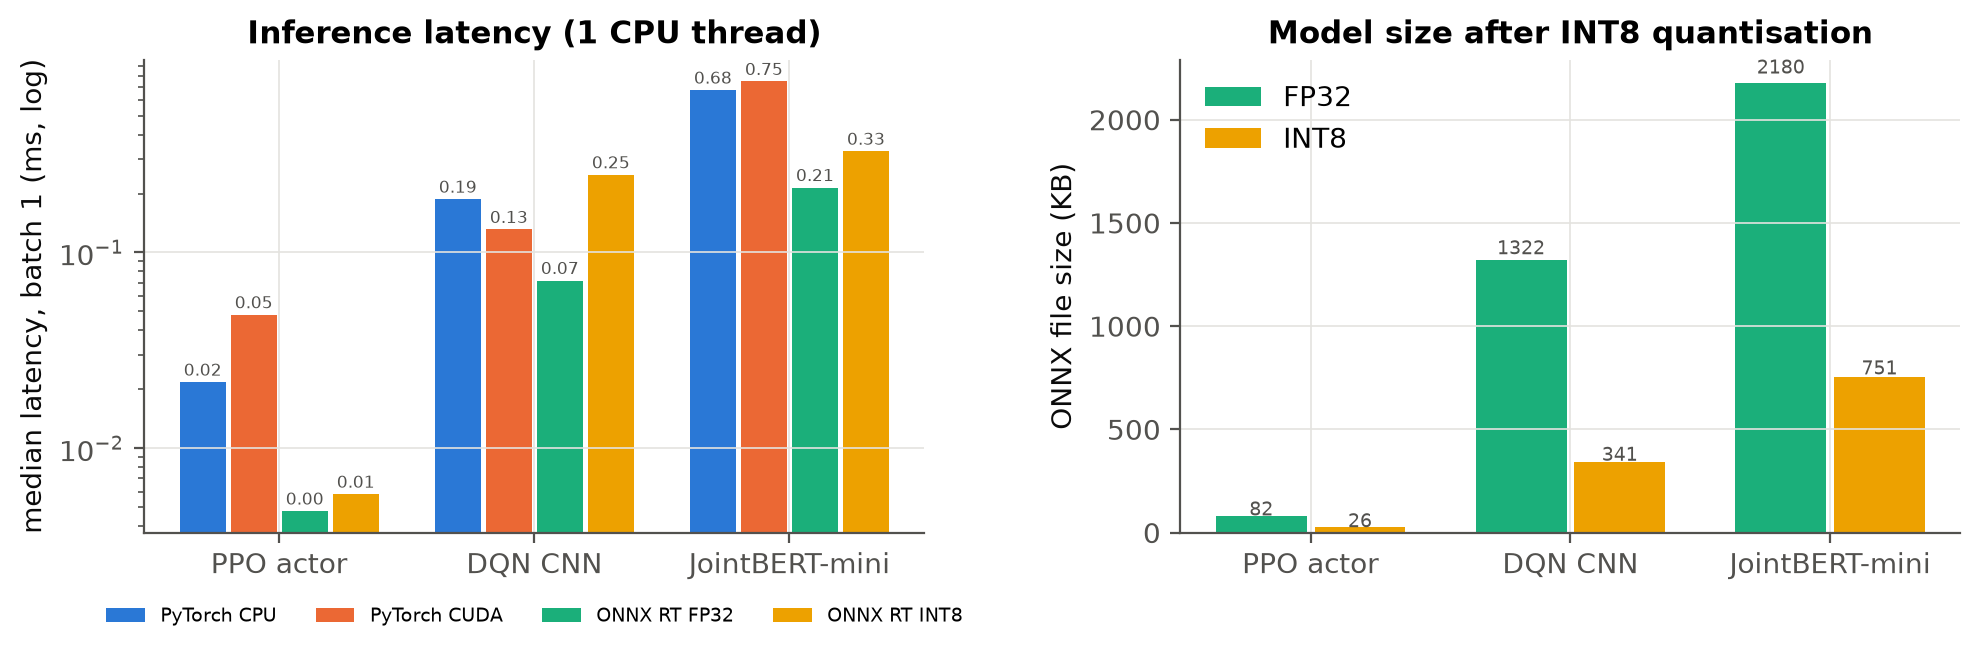 Inference latency (1 CPU thread)
median latency, batch 1 (ms, log)
10⁻¹
10⁻²
0.02
0.05
0.00
0.01
0.19
0.13
0.07
0.25
0.68
0.75
0.21
0.33
PPO actor
DQN CNN
JointBERT-mini
PyTorch CPU
PyTorch CUDA
ONNX RT FP32
ONNX RT INT8
Model size after INT8 quantisation
ONNX file size (KB)
2000
1500
1000
500
0
FP32
INT8
82
26
1322
341
2180
751
PPO actor
DQN CNN
JointBERT-mini